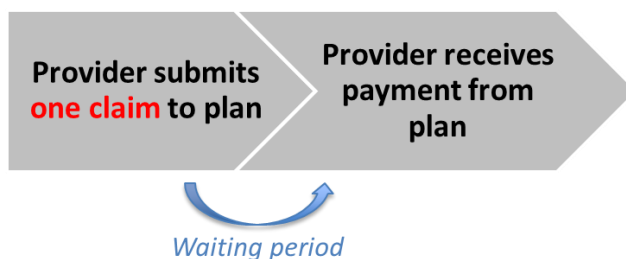 Provider submits
one claim to plan
Provider receives
payment from
plan
Waiting period